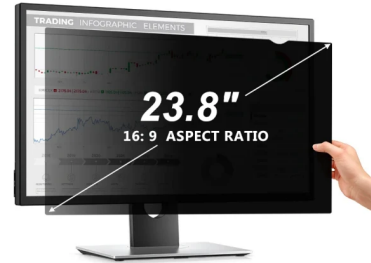 TRADING INFOGRAPHIC ELEMENTS
23.8"
16: 9 ASPECT RATIO